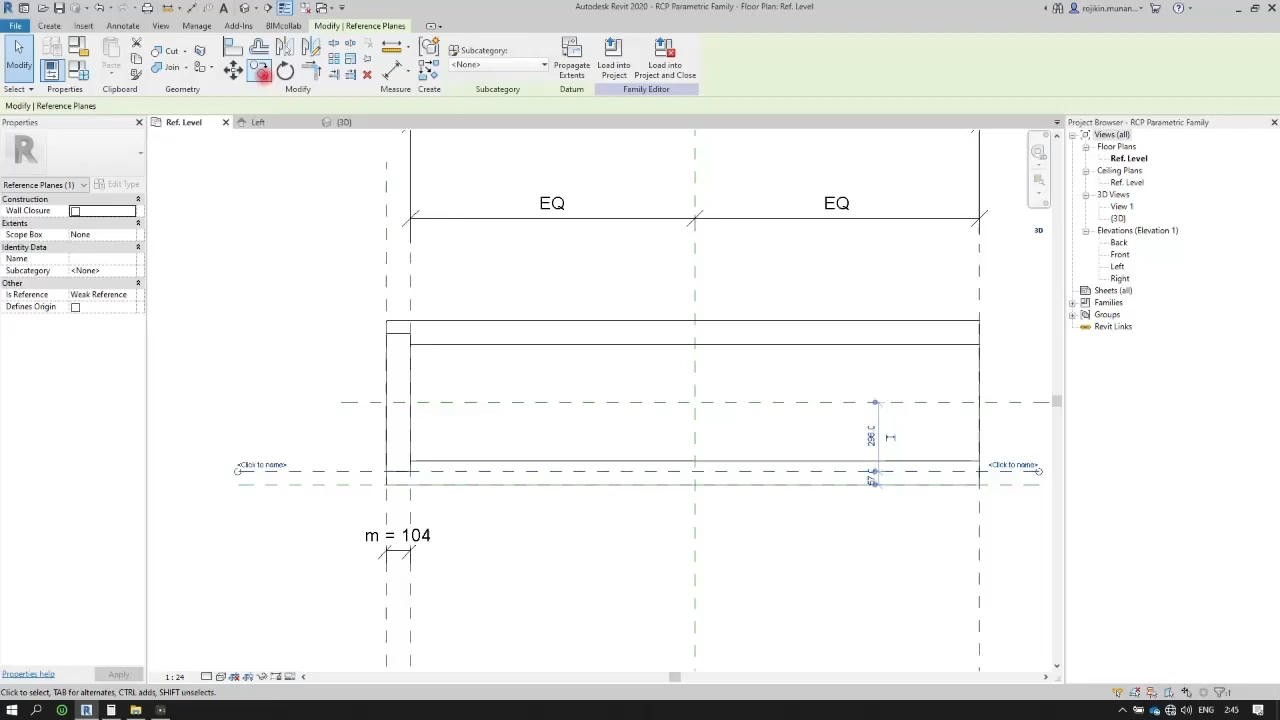 Autodesk Revit 2020 - RCP Parametric Family - Floor Plan: Ref. Level
rojikin.munan...
File Create Insert Annotate View Manage Add-Ins BIMcollab Modify | Reference Planes
Modify
Paste
Cut
Join
Subcategory:
<None>
Propagate Extents
Load into Project
Load into Project and Close
Select
Properties
Clipboard
Geometry
Modify
Measure
Create
Subcategory
Datum
Family Editor
Modify | Reference Planes
Properties
Ref. Level
Left
{3D}
Project Browser - RCP Parametric Family
Reference Planes (1)
Edit Type
Construction
Wall Closure
Extents
Scope Box None
Identity Data
Name
Subcategory <None>
Other
Is Reference Weak Reference
Defines Origin
Views (all)
Floor Plans
Ref. Level
Ceiling Plans
Ref. Level
3D Views
View 1
{3D}
Elevations (Elevation 1)
Back
Front
Left
Right
Sheets (all)
Families
Groups
Revit Links
3D
EQ
EQ
<Click to name>
<Click to name>
m = 104
Properties help
Apply
1 : 24
Click to select, TAB for alternates, CTRL adds, SHIFT unselects.
ENG 2:45